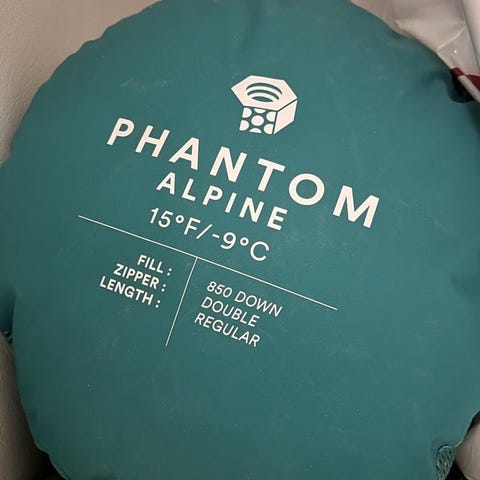 PHANTOM
ALPINE
15°F/-9°C
FILL: 850 DOWN
ZIPPER: DOUBLE
LENGTH: REGULAR